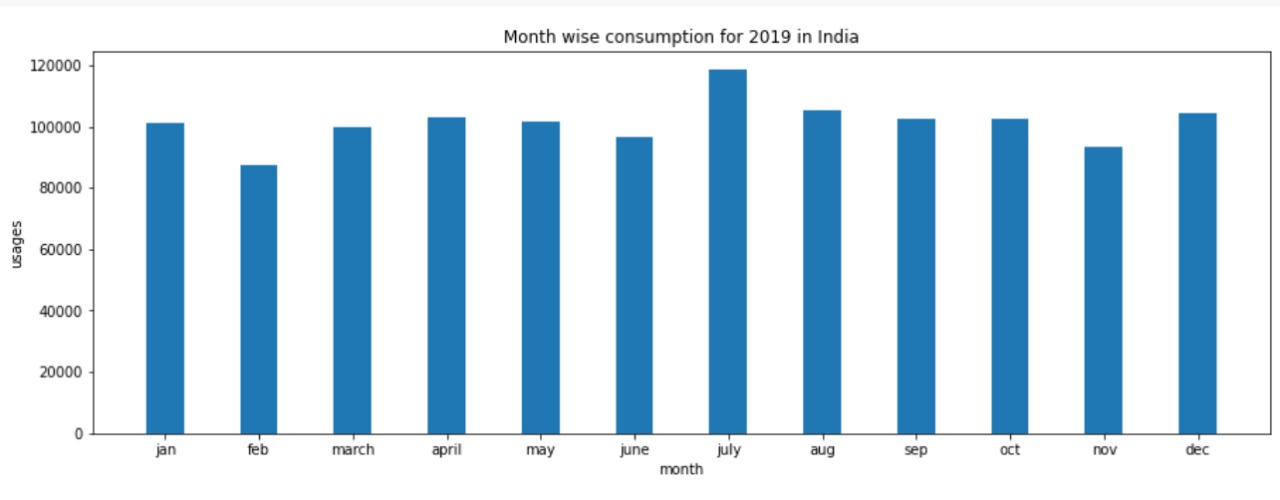 Month wise consumption for 2019 in India
120000
100000
80000
60000
40000
20000
0
usages
jan feb march april may june july aug sep oct nov dec
month